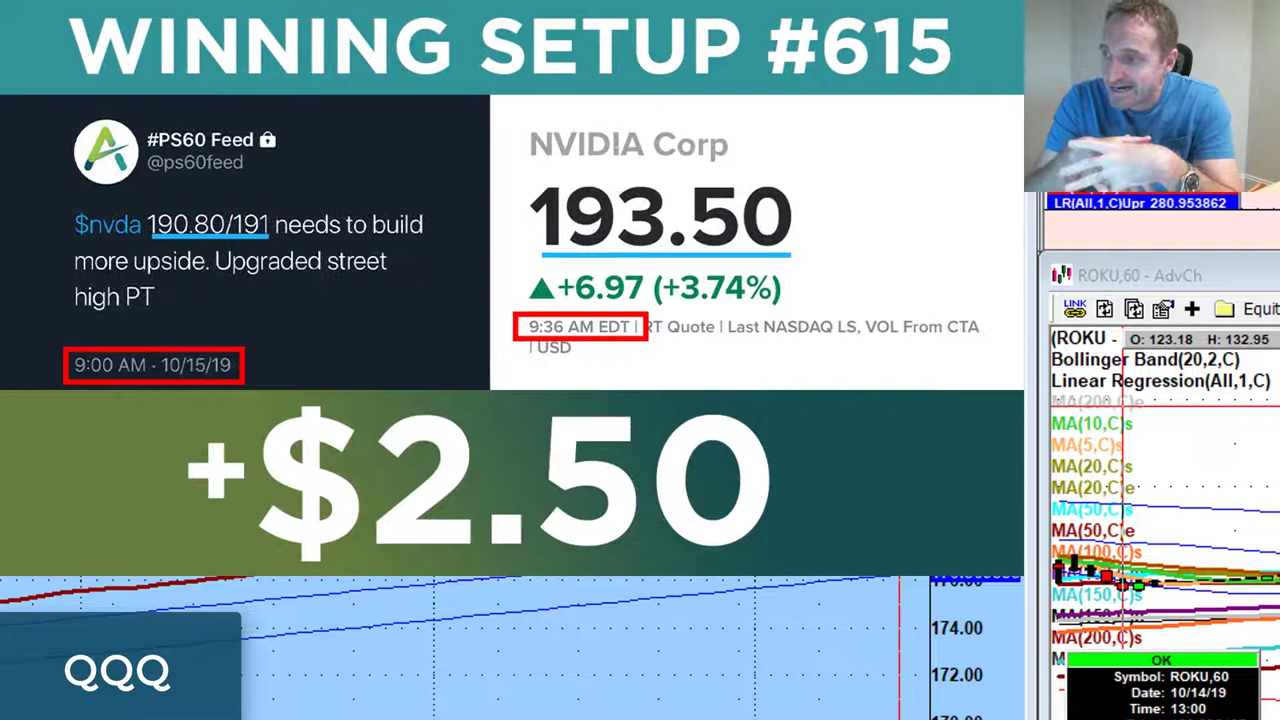 WINNING SETUP #615
#PS60 Feed
@ps60feed
$nvda 190.80/191 needs to build
more upside. Upgraded street
high PT
9:00 AM · 10/15/19
NVIDIA Corp
193.50
▲+6.97 (+3.74%)
9:36 AM EDT | RT Quote | Last NASDAQ LS, VOL From CTA
| USD
+$2.50
QQQ
174.00
172.00
LR(All,1,C)Upr 280.953862
ROKU,60 - AdvCh
LINK
Equit
(ROKU - O: 123.18 H: 132.95
Bollinger Band(20,2,C)
Linear Regression(All,1,C)
MA(200,C)e
MA(10,C)s
MA(5,C)s
MA(20,C)s
MA(20,C)e
MA(50,C)s
MA(50,C)e
MA(100,C)s
MA(150,C)s
MA(200,C)s
OK
Symbol: ROKU,60
Date: 10/14/19
Time: 13:00